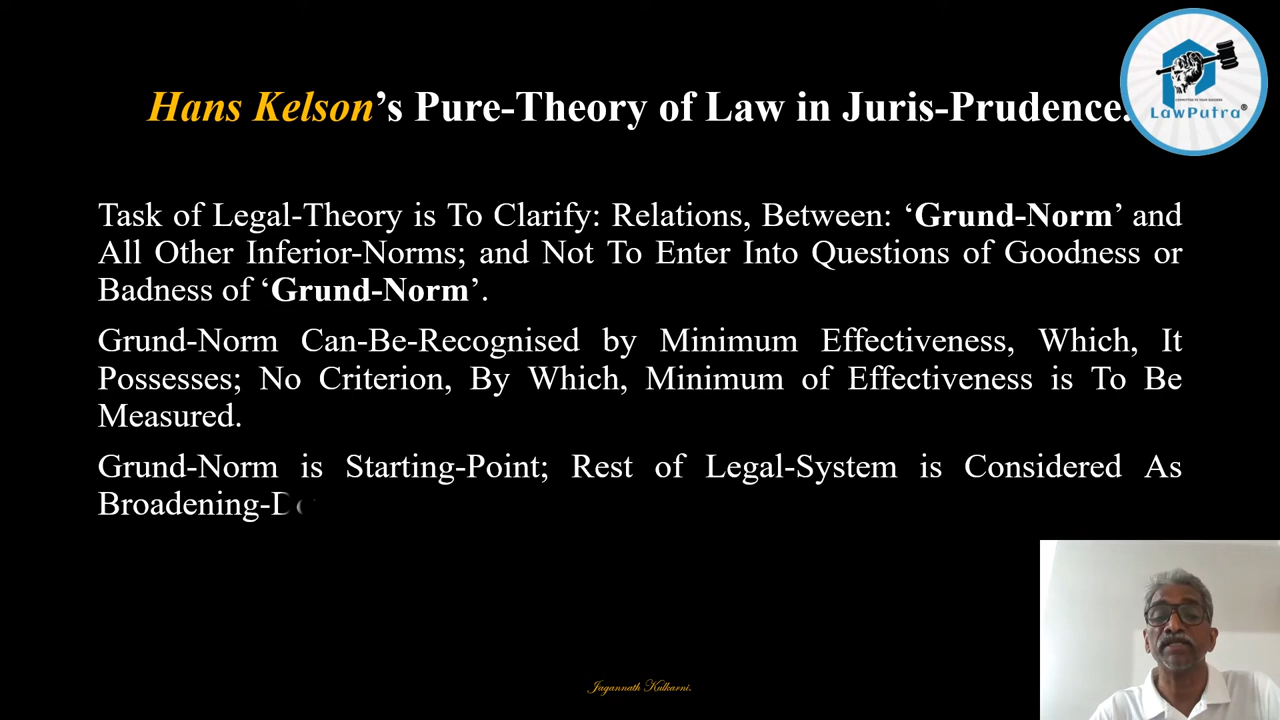 Hans Kelson's Pure-Theory of Law in Juris-Prudence.
LawPutra®
Task of Legal-Theory is To Clarify: Relations, Between: ‘Grund-Norm’ and
All Other Inferior-Norms; and Not To Enter Into Questions of Goodness or
Badness of ‘Grund-Norm’.
Grund-Norm Can-Be-Recognised by Minimum Effectiveness, Which, It
Possesses; No Criterion, By Which, Minimum of Effectiveness is To Be
Measured.
Grund-Norm is Starting-Point; Rest of Legal-System is Considered As
Broadening-D
Jagannath Kulkarni.